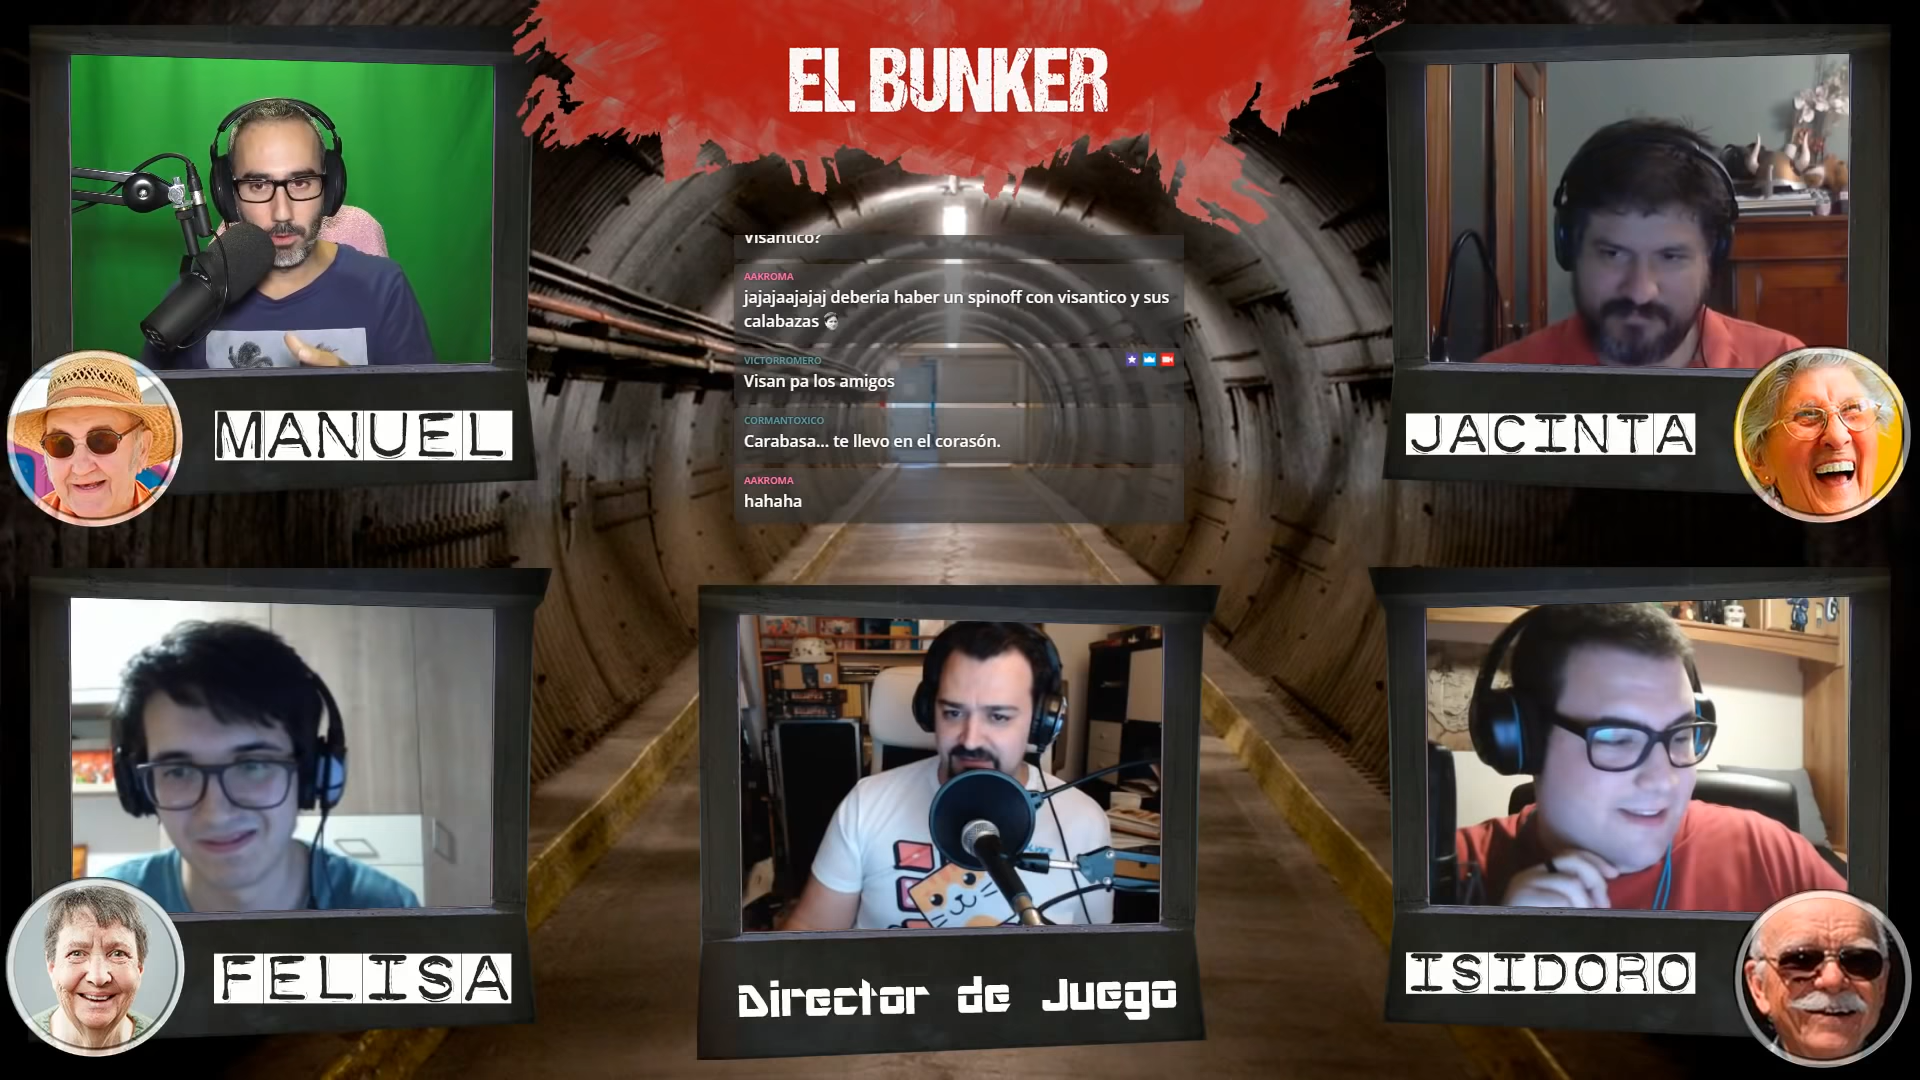 EL BUNKER
Visantico?
AAKROMA
jajajaajajaj deberia haber un spinoff con visantico y sus
calabazas
VICTORROMERO
Visan pa los amigos
CORMANTOXICO
Carabasa... te llevo en el corasón.
AAKROMA
hahaha
MANUEL
JACINTA
FELISA
Director de Juego
ISIDORO